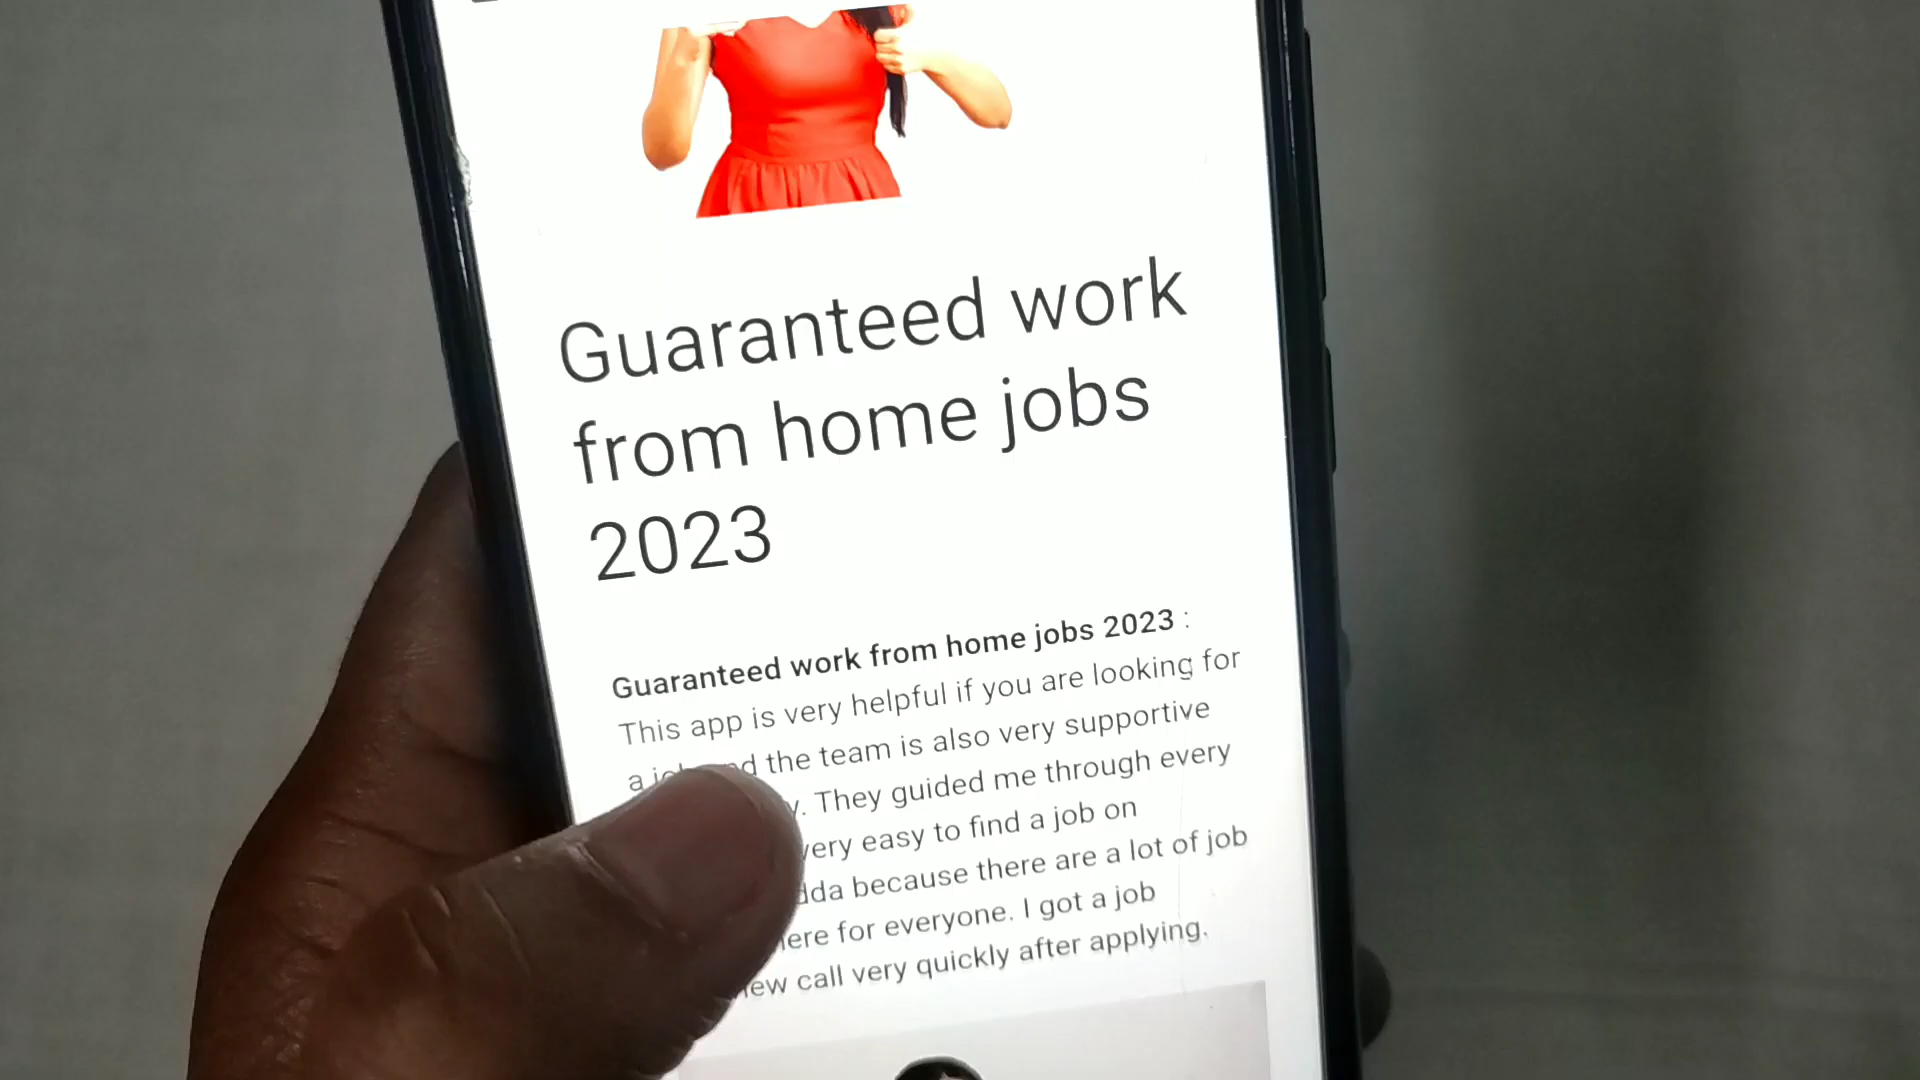 Guaranteed work
from home jobs
2023
Guaranteed work from home jobs 2023 :
This app is very helpful if you are looking for
a the team is also very supportive
They guided me through every
very easy to find a job on
because there are a lot of job
for everyone. I got a job
call very quickly after applying.